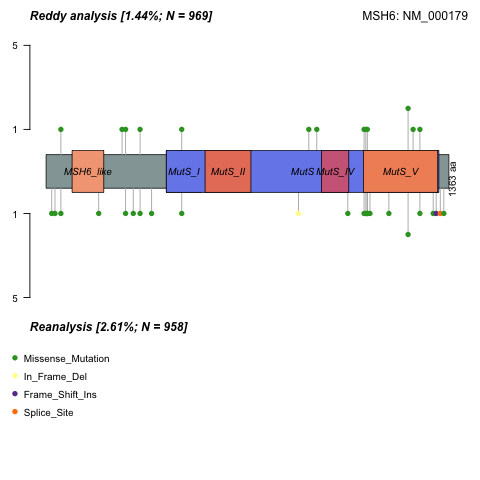 Reddy analysis [1.44%; N = 969]
MSH6: NM_000179
5
1
MSH6_like
MutS_I
MutS_II
MutS
MutS_IV
MutS_V
1363 aa
1
5
Reanalysis [2.61%; N = 958]
Missense_Mutation
In_Frame_Del
Frame_Shift_Ins
Splice_Site